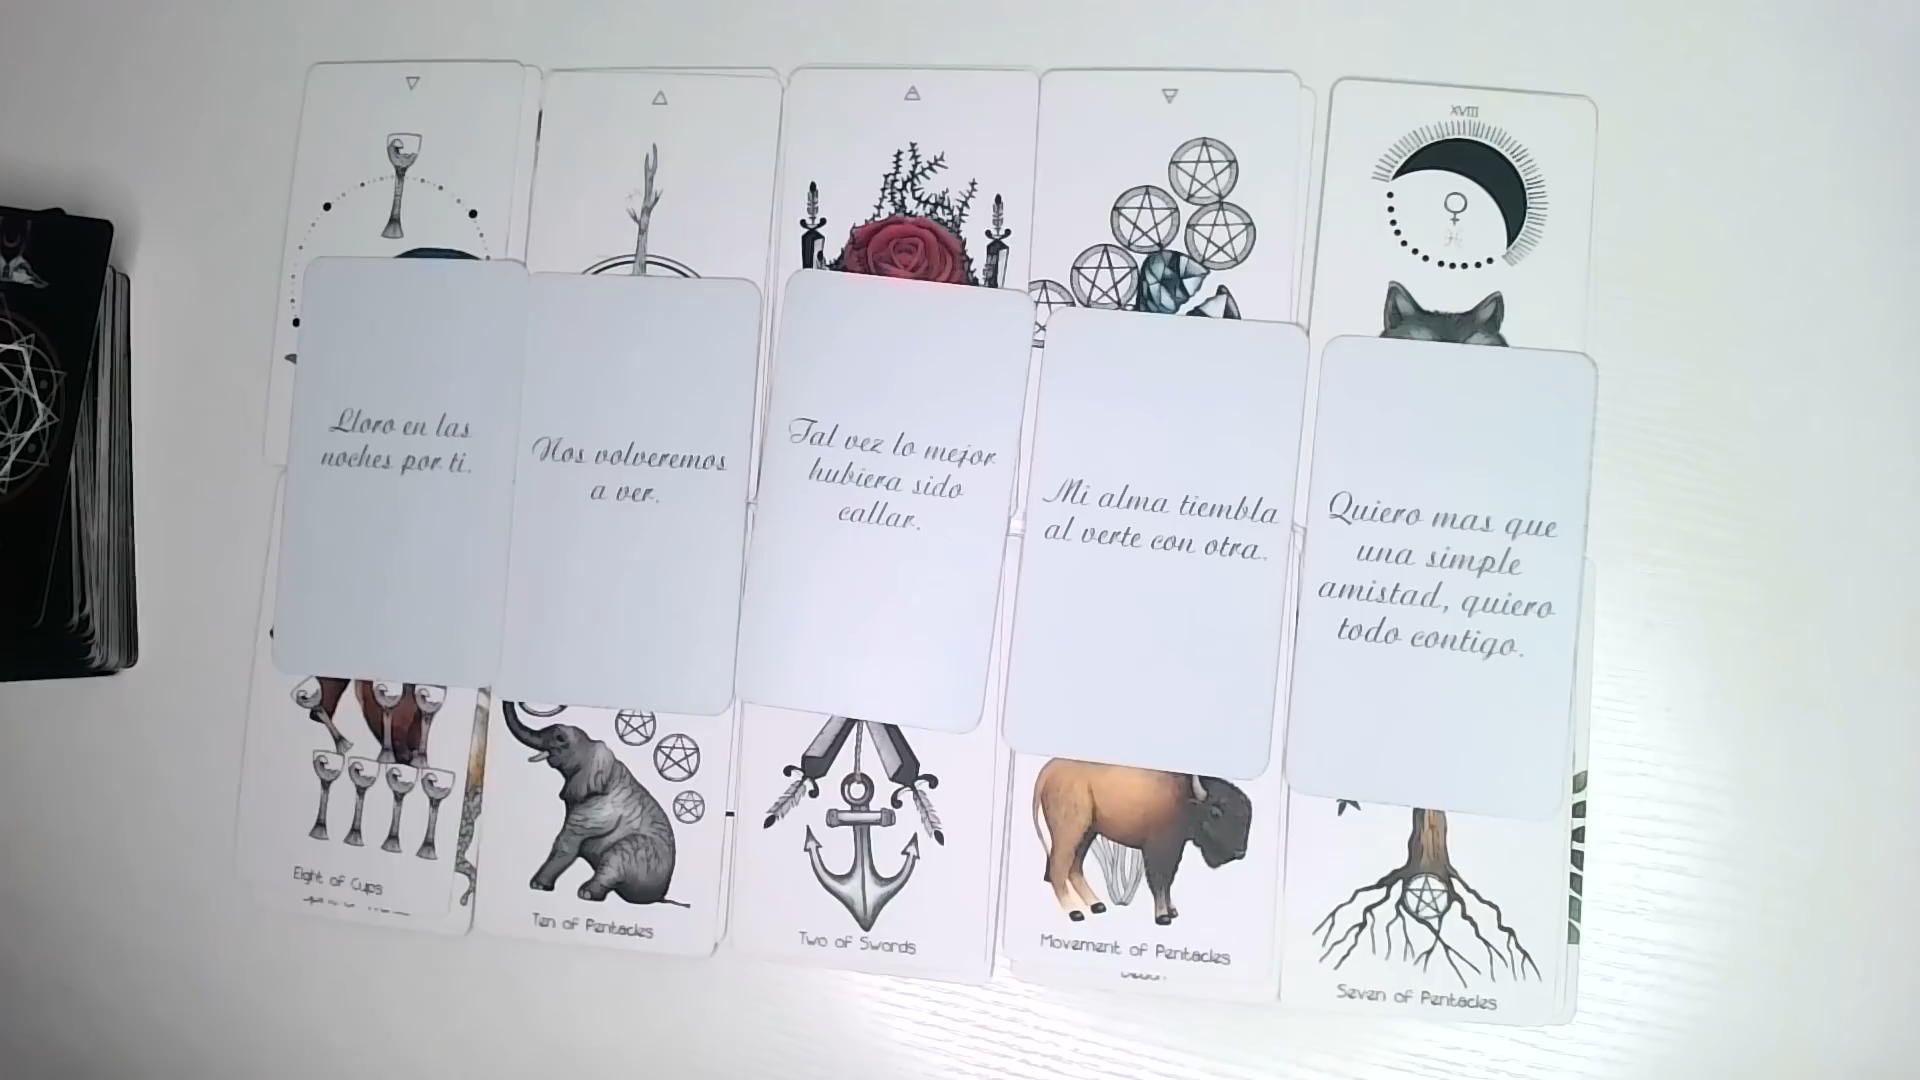 XVIII
Lloro en las
noches por ti.
Nos volveremos
a ver.
Tal vez lo mejor
hubiera sido
callar.
Mi alma tiembla
al verte con otra.
Quiero mas que
una simple
amistad, quiero
todo contigo.
Eight of Cups
Ten of Pentacles
Two of Swords
Movement of Pentacles
Seven of Pentacles